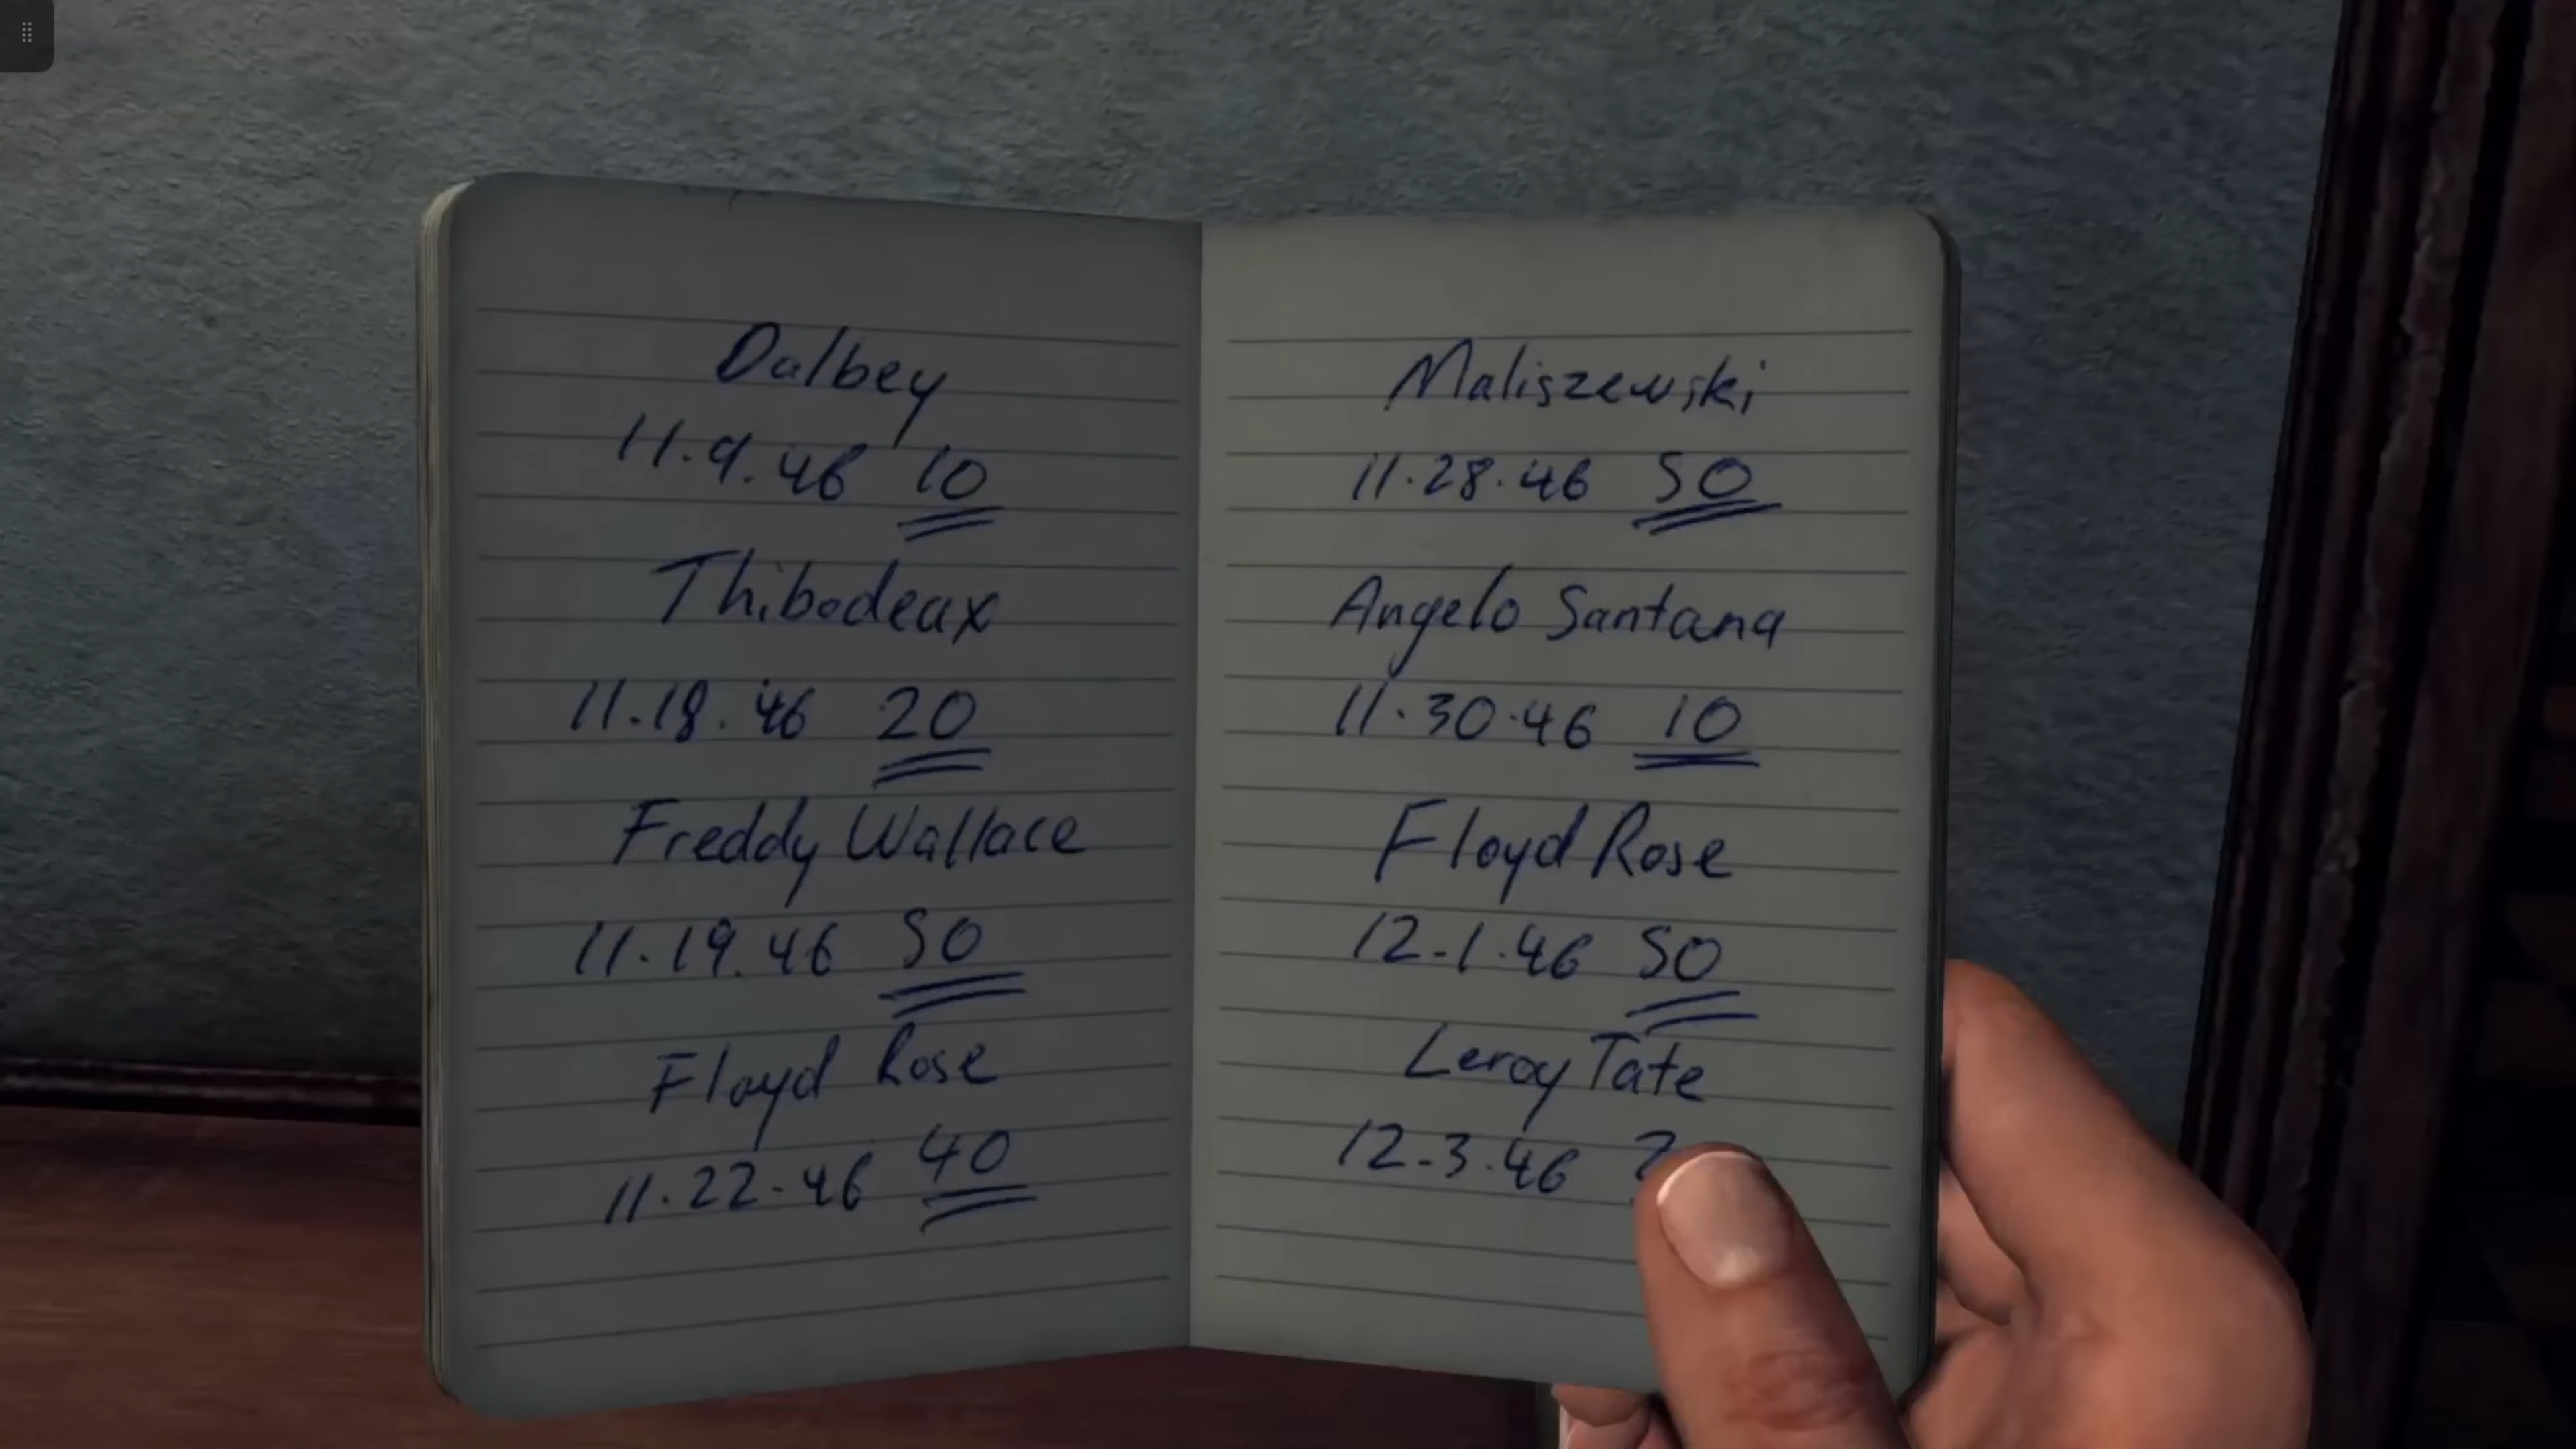 Dalbey
11.9.46 10
Thibodeax
11.18.46 20
Freddy Wallace
11.19.46 50
Floyd Rose
11.22.46 40
Maliszewski
11.28.46 50
Angelo Santana
11.30.46 10
Floyd Rose
12.1.46 50
Leroy Tate
12.3.46